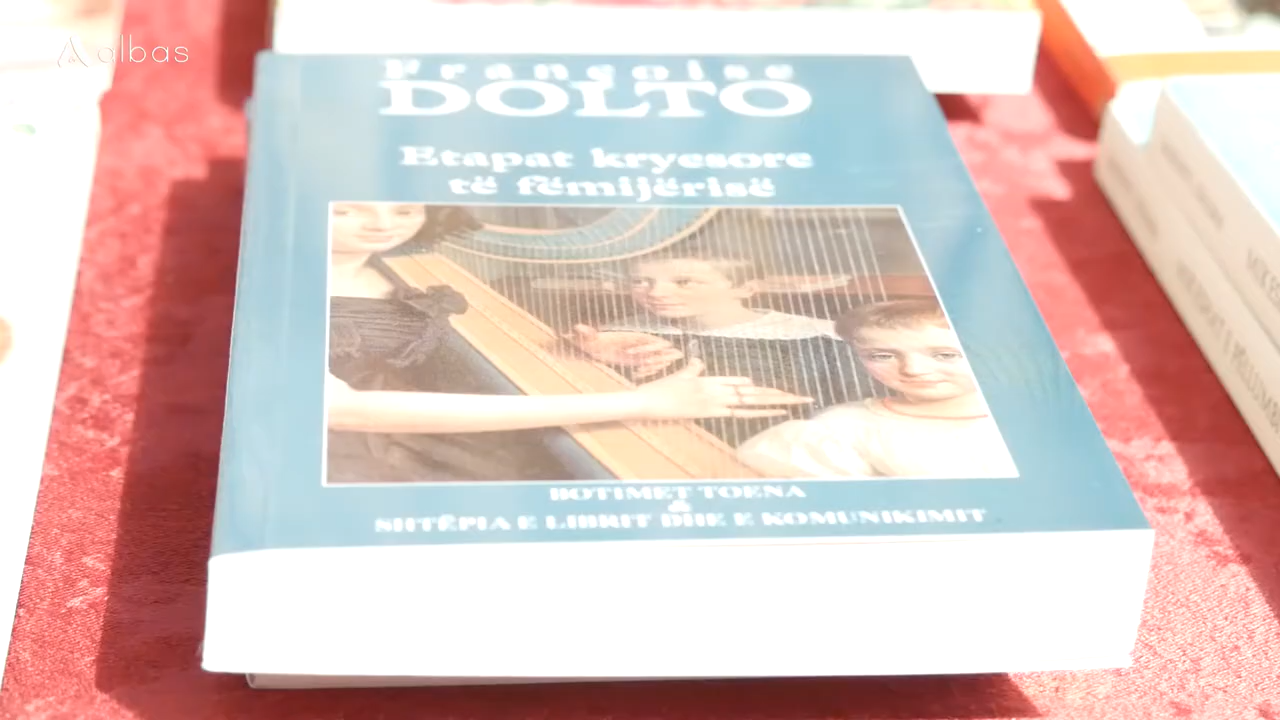 albas
Françoise
DOLTO
Etapat kryesore
të fëmijërisë
BOTIMET TOENA
&
SHTËPIA E LIBRIT DHE E KOMUNIKIMIT